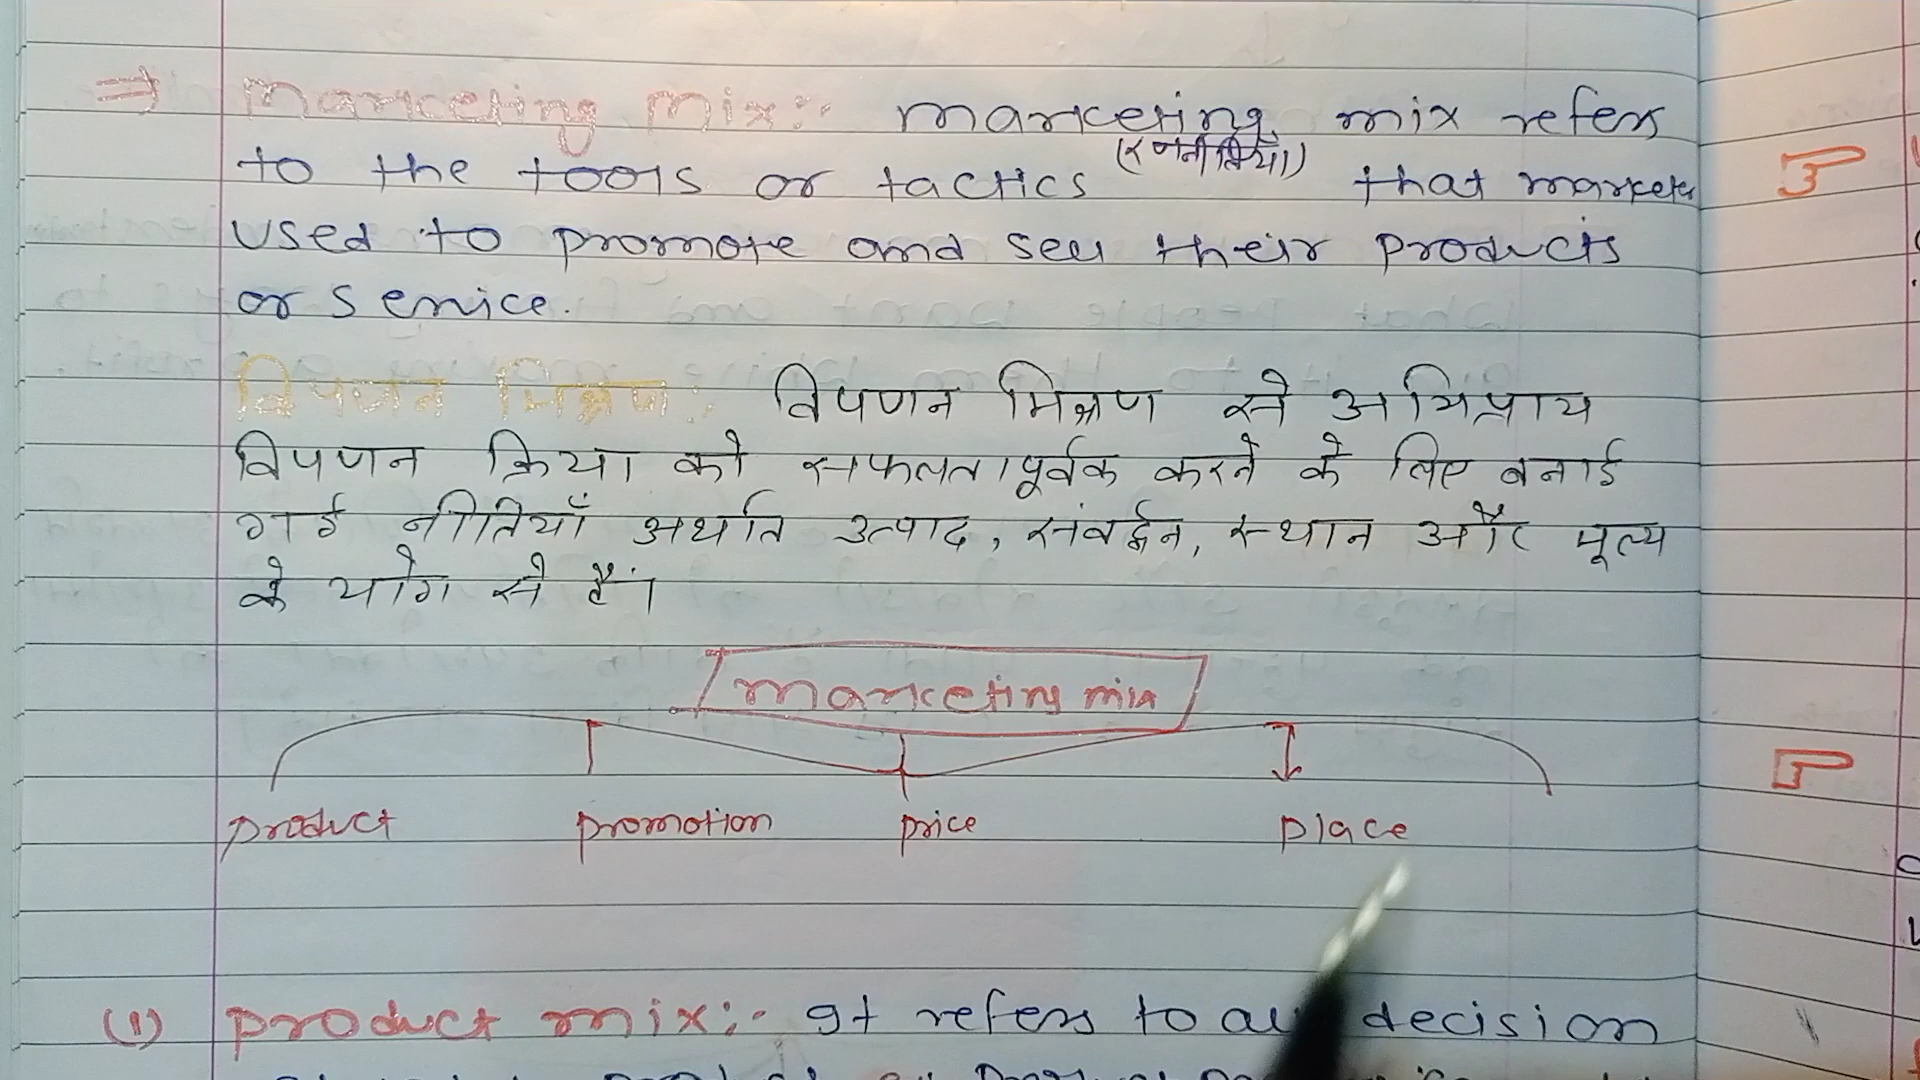 ⇒ Marketing Mix:- Marketing mix refers
(रणनीतियाँ)
to the tools or tactics that marketer
used to promote and sell their products
or service.
विपणन मिश्रण:- विपणन मिश्रण से अभिप्राय
विपणन क्रिया को सफलतापूर्वक करने के लिए बनाई
गई नीतियाँ अर्थात उत्पाद, संवर्द्धन, स्थान और मूल्य
के योग से हैं।
Marketing mix
product promotion price place
(1) product mix:- It refers to all decision